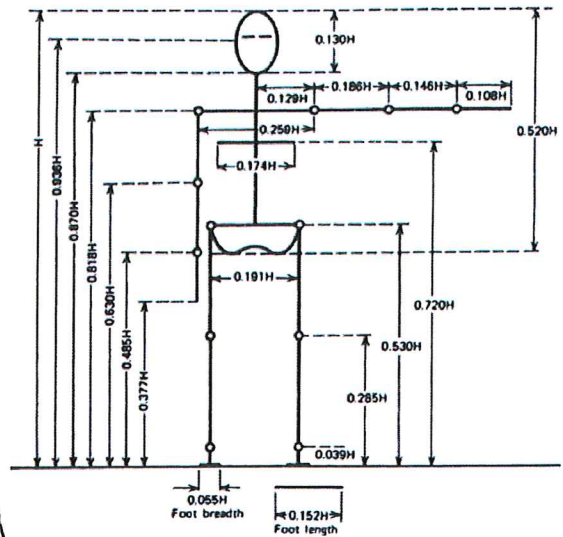 0.130H
0.129H
0.186H
0.146H
0.108H
0.259H
0.520H
0.174H
H
0.936H
0.870H
0.818H
0.630H
0.485H
0.377H
0.191H
0.720H
0.530H
0.285H
0.039H
0.055H
Foot breadth
0.152H
Foot length